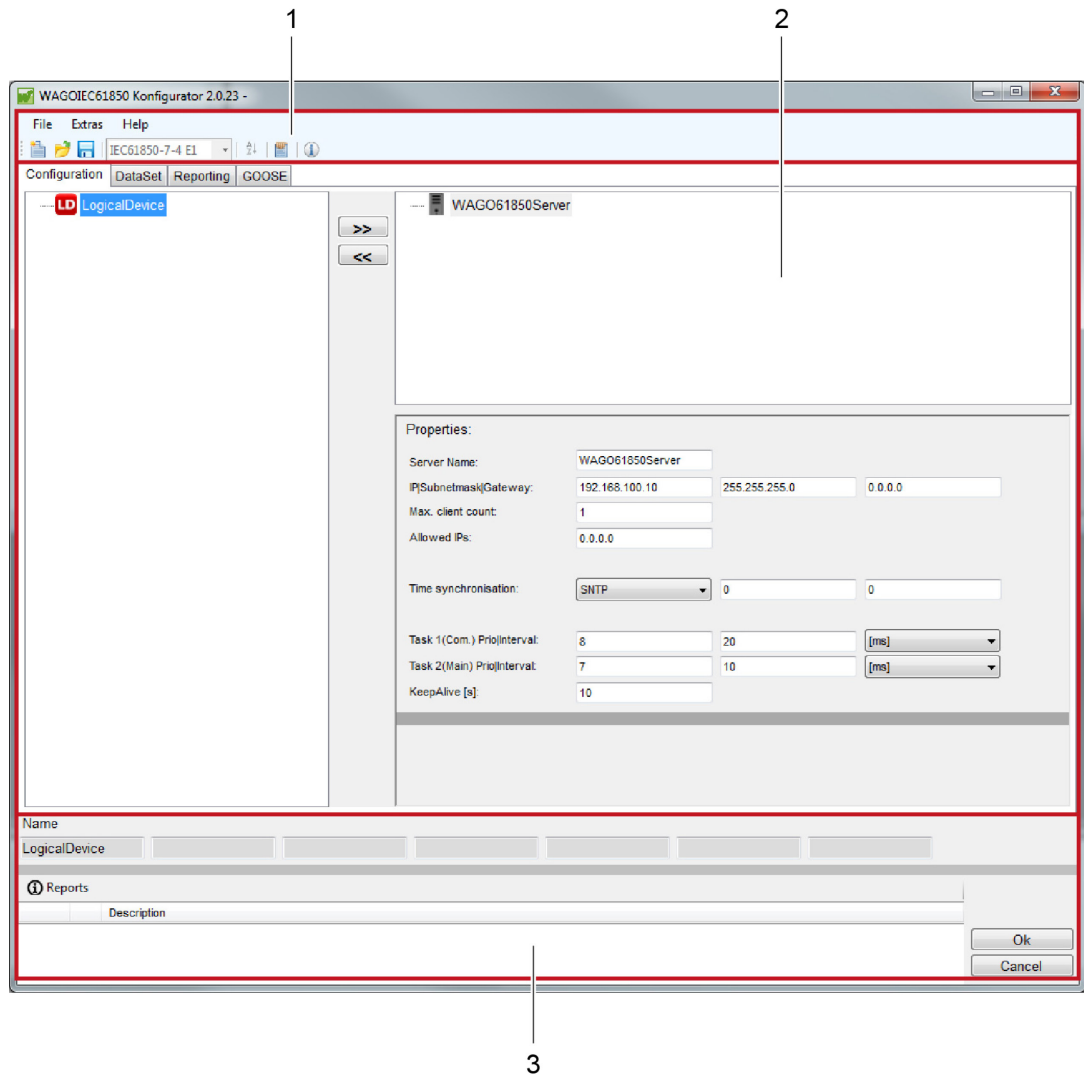 1
2
WAGOIEC61850 Konfigurator 2.0.23 -
File Extras Help
IEC61850-7-4 E1
Configuration DataSet Reporting GOOSE
LD LogicalDevice
WAGO61850Server
>>
<<
Properties:
Server Name: WAGO61850Server
IP|Subnetmask|Gateway: 192.168.100.10 255.255.255.0 0.0.0.0
Max. client count: 1
Allowed IPs: 0.0.0.0
Time synchronisation: SNTP 0 0
Task 1(Com.) Prio|Interval: 8 20 [ms]
Task 2(Main) Prio|Interval: 7 10 [ms]
KeepAlive [s]: 10
Name
LogicalDevice
Reports
Description
Ok
Cancel
3